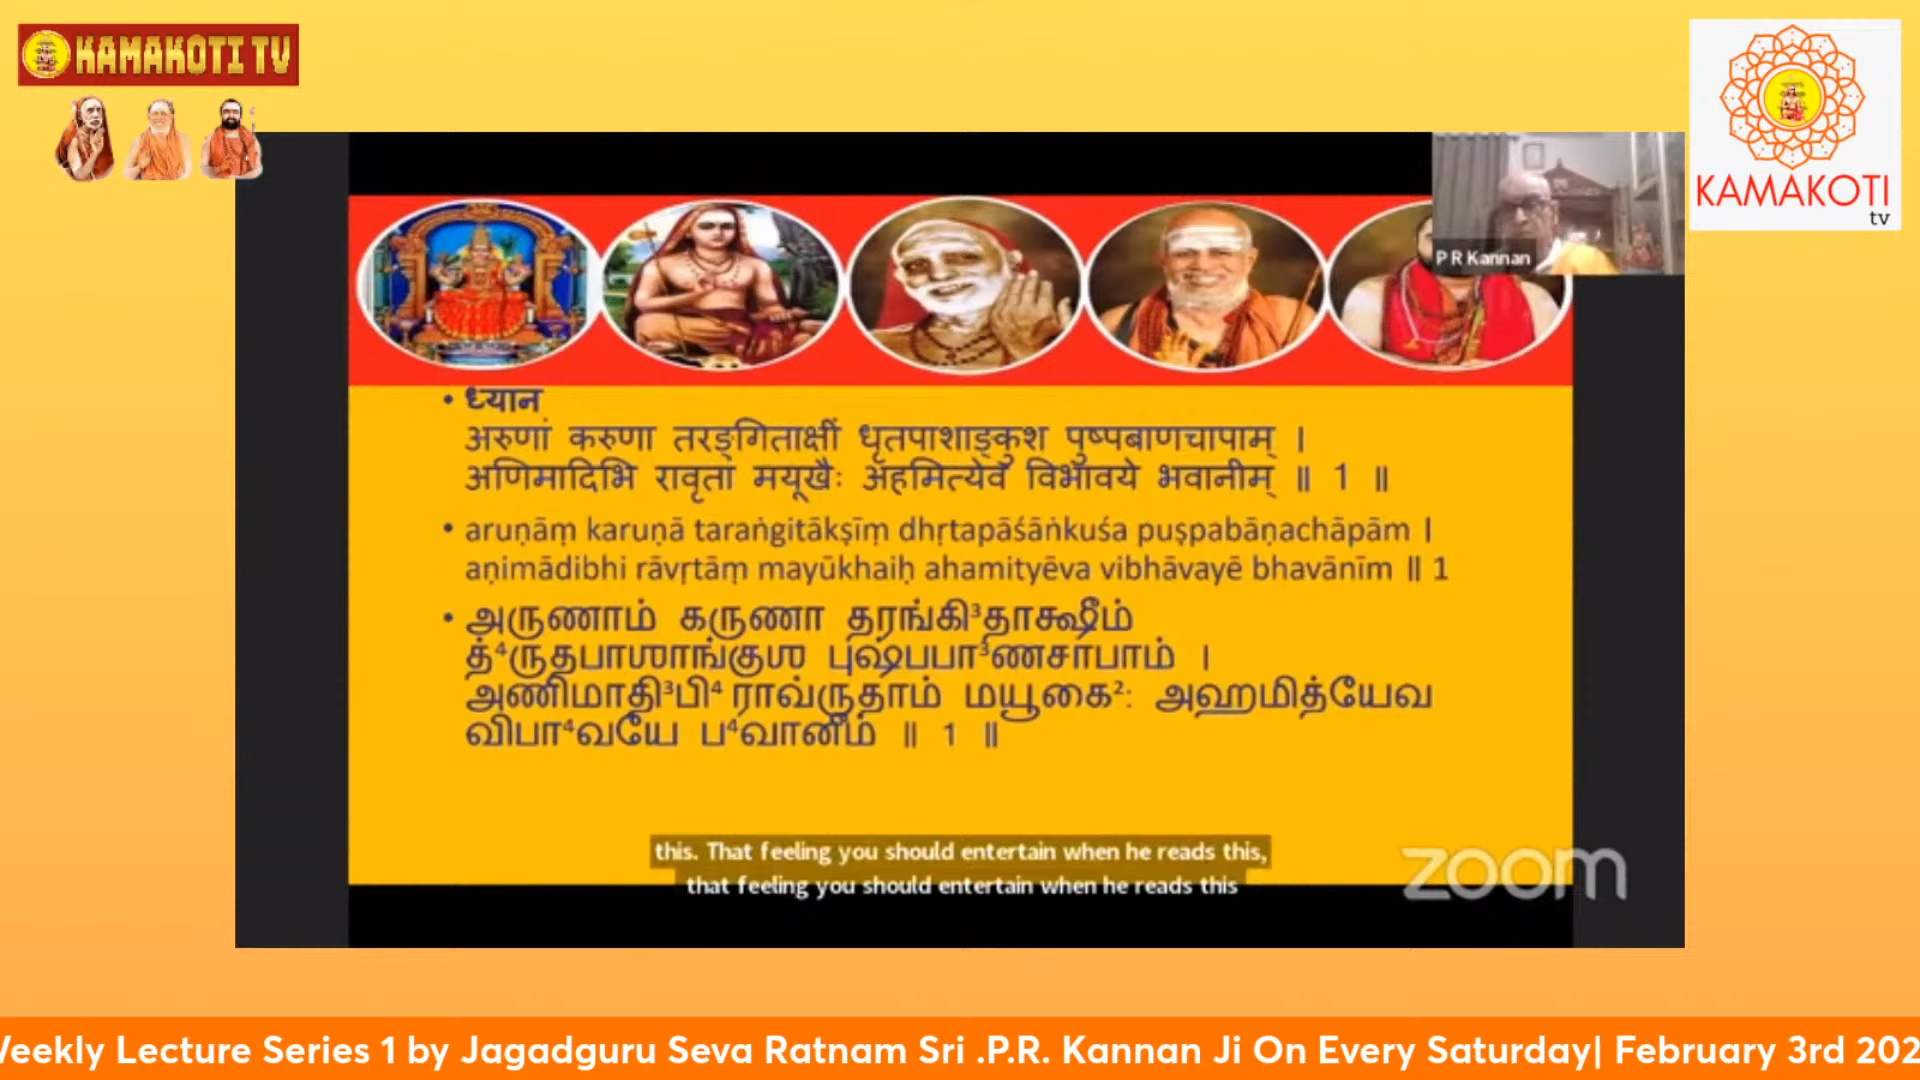 KAMAKOTI TV
KAMAKOTI
tv
P R Kannan
• ध्यान
अरुणां करुणा तरङ्गिताक्षीं धृतपाशाङ्कुश पुष्पबाणचापाम् ।
अणिमादिभि रावृतां मयूखैः अहमित्येव विभावये भवानीम् ॥ 1 ॥
• aruṇāṃ karuṇā taraṅgitākṣīṃ dhṛtapāśāṅkuśa puṣpabāṇachāpām |
aṇimādibhi rāvṛtāṃ mayūkhaiḥ ahamityēva vibhāvayē bhavānīm ॥ 1
• அருணாம் கருணா தரங்கி³தாக்ஷீம்
த்⁴ருதபாஶாங்குஶ புஷ்பபா³ணசாபாம் ।
அணிமாதி³பி⁴ ராவ்ருதாம் மயூகை²: அஹமித்யேவ
விபா⁴வயே ப⁴வானீம் ॥ 1 ॥
this. That feeling you should entertain when he reads this,
that feeling you should entertain when he reads this
zoom
Weekly Lecture Series 1 by Jagadguru Seva Ratnam Sri .P.R. Kannan Ji On Every Saturday| February 3rd 202